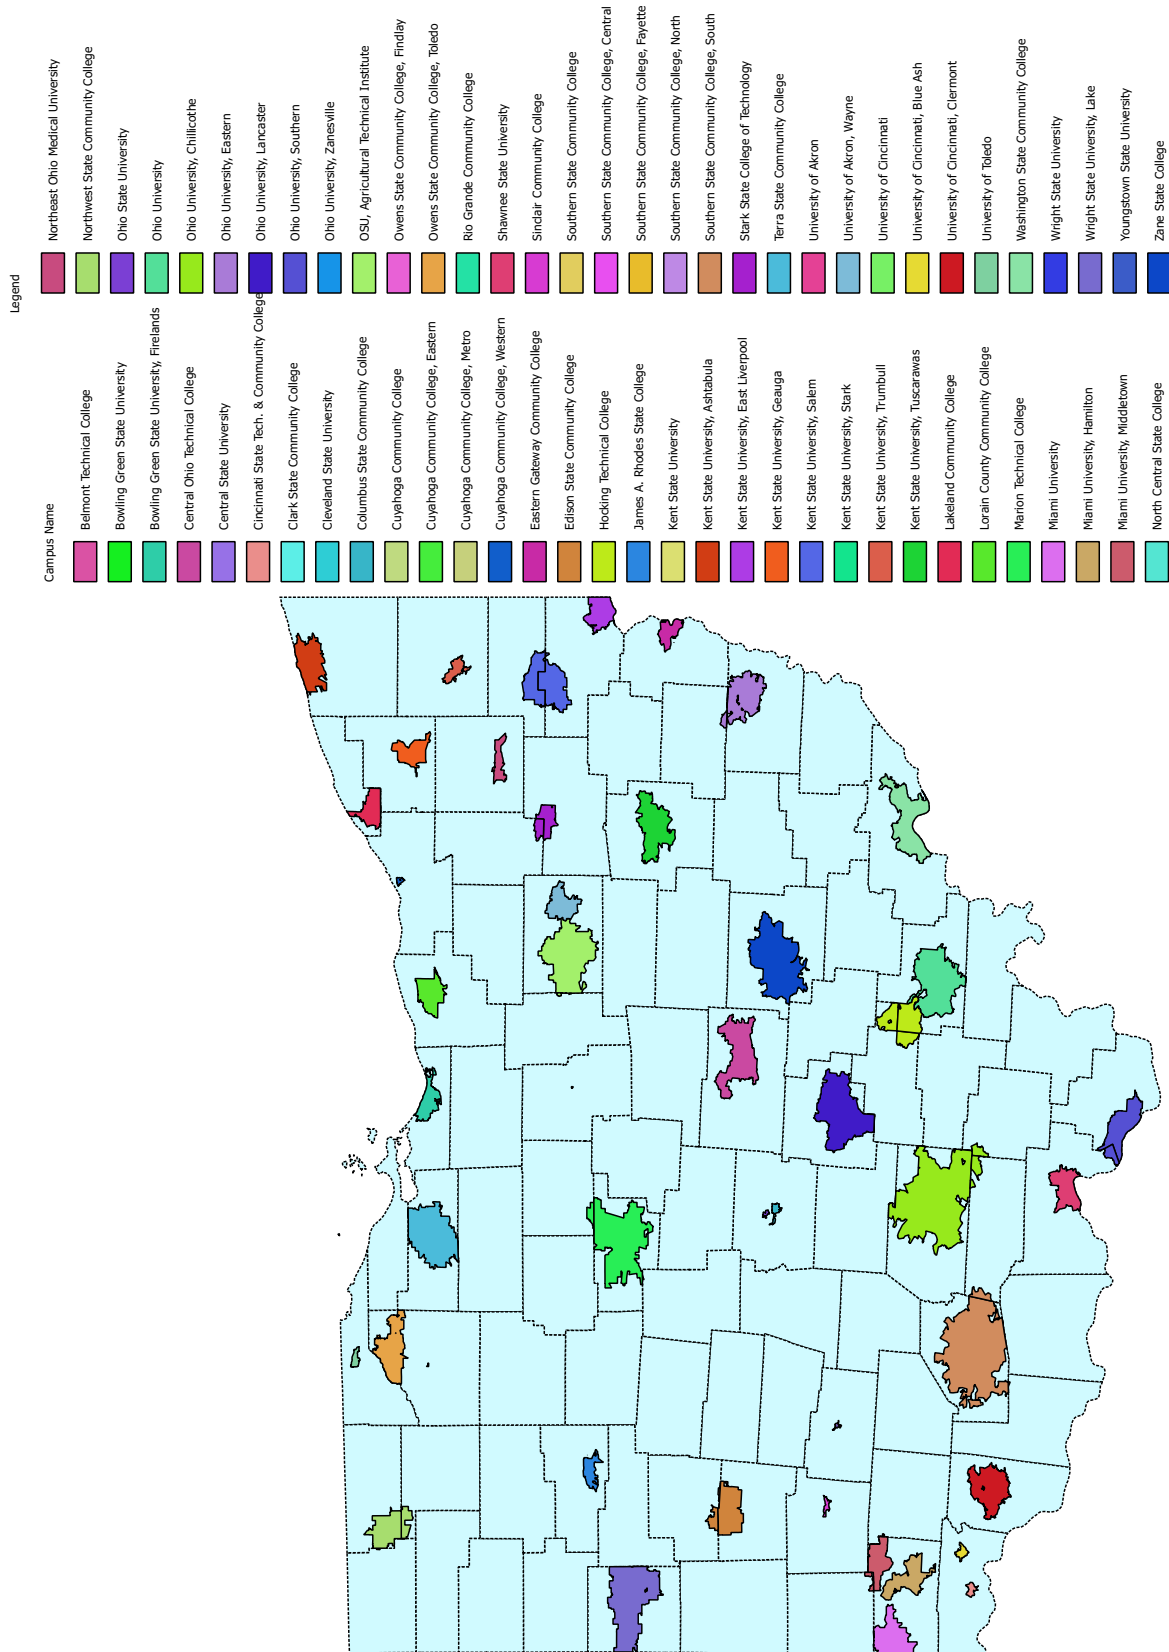 Legend
Campus Name
Belmont Technical College
Bowling Green State University
Bowling Green State University, Firelands
Central Ohio Technical College
Central State University
Cincinnati State Tech. & Community College
Clark State Community College
Cleveland State University
Columbus State Community College
Cuyahoga Community College
Cuyahoga Community College, Eastern
Cuyahoga Community College, Metro
Cuyahoga Community College, Western
Eastern Gateway Community College
Edison State Community College
Hocking Technical College
James A. Rhodes State College
Kent State University
Kent State University, Ashtabula
Kent State University, East Liverpool
Kent State University, Geauga
Kent State University, Salem
Kent State University, Stark
Kent State University, Trumbull
Kent State University, Tuscarawas
Lakeland Community College
Lorain County Community College
Marion Technical College
Miami University
Miami University, Hamilton
Miami University, Middletown
North Central State College
Northeast Ohio Medical University
Northwest State Community College
Ohio State University
Ohio University
Ohio University, Chillicothe
Ohio University, Eastern
Ohio University, Lancaster
Ohio University, Southern
Ohio University, Zanesville
OSU, Agricultural Technical Institute
Owens State Community College, Findlay
Owens State Community College, Toledo
Rio Grande Community College
Shawnee State University
Sinclair Community College
Southern State Community College
Southern State Community College, Central
Southern State Community College, Fayette
Southern State Community College, North
Southern State Community College, South
Stark State College of Technology
Terra State Community College
University of Akron
University of Akron, Wayne
University of Cincinnati
University of Cincinnati, Blue Ash
University of Cincinnati, Clermont
University of Toledo
Washington State Community College
Wright State University
Wright State University, Lake
Youngstown State University
Zane State College